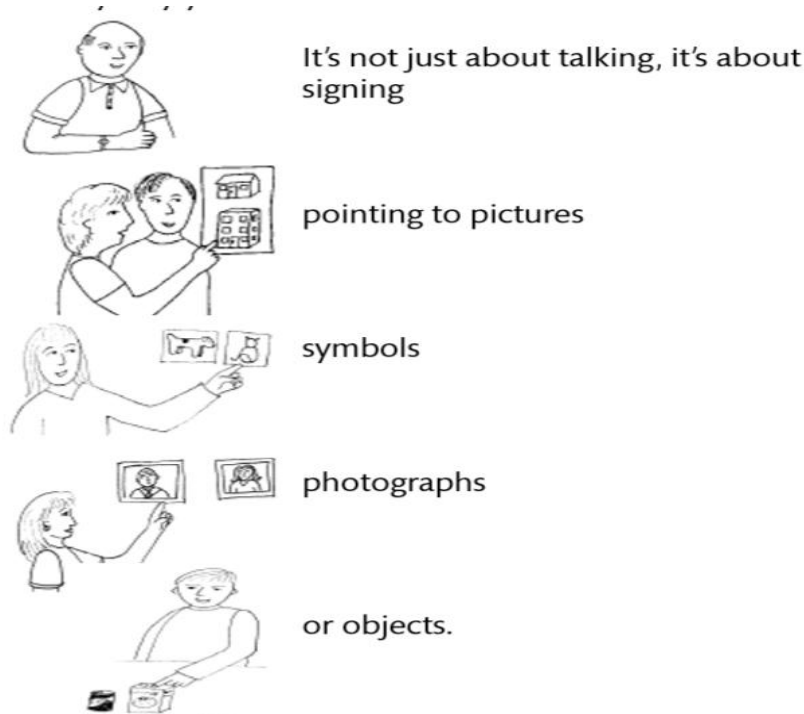 It’s not just about talking, it’s about
signing
pointing to pictures
symbols
photographs
or objects.